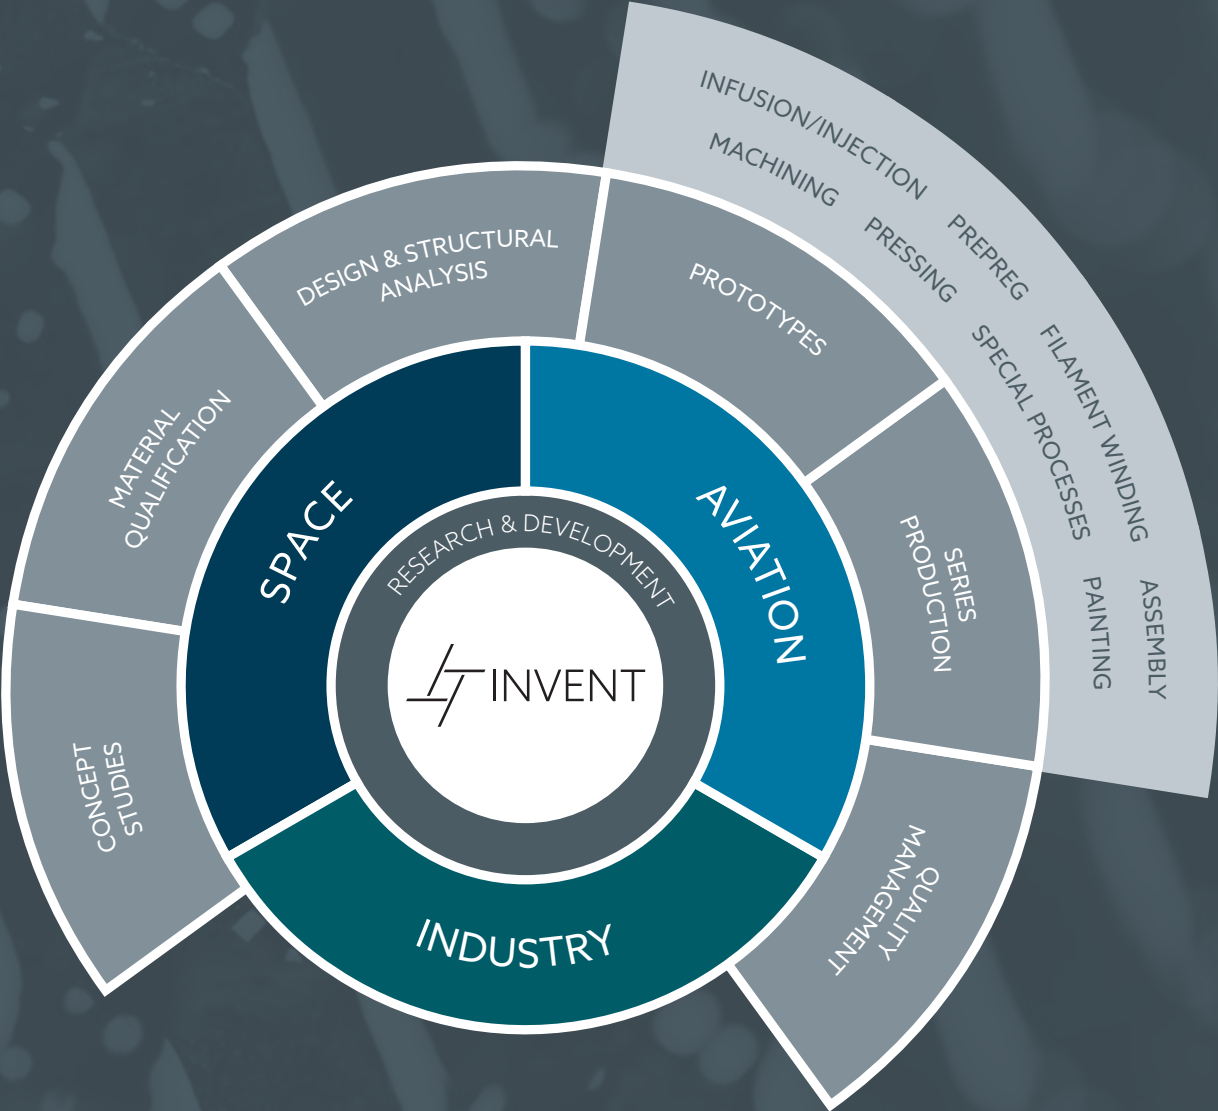 INFUSION/INJECTION
PREPREG
FILAMENT WINDING
ASSEMBLY
MACHINING
PRESSING
SPECIAL PROCESSES
PAINTING
CONCEPT
STUDIES
MATERIAL
QUALIFICATION
DESIGN & STRUCTURAL
ANALYSIS
PROTOTYPES
SERIES
PRODUCTION
QUALITY
MANAGEMENT
SPACE
AVIATION
INDUSTRY
RESEARCH & DEVELOPMENT
INVENT